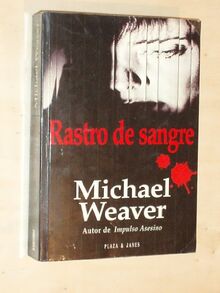 Rastro de sangre
Michael
Weaver
Autor de Impulso Asesino
PLAZA & JANES